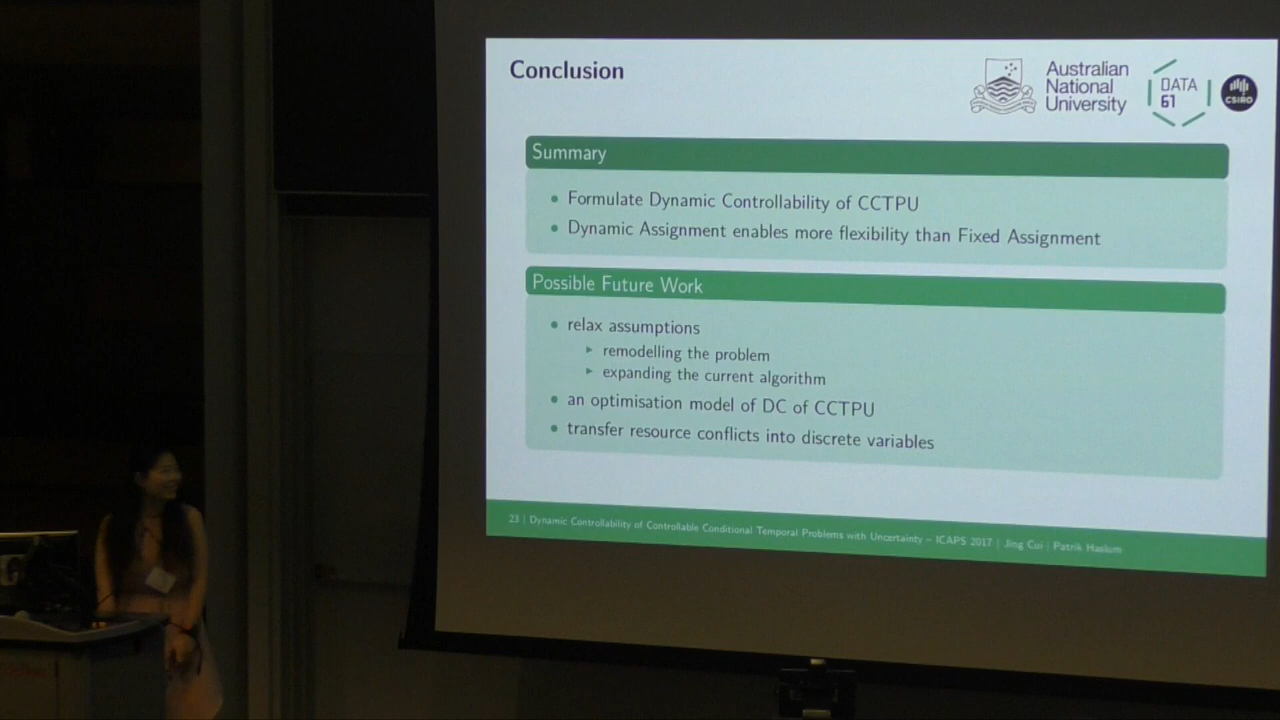 Conclusion
Australian
National
University
DATA
61
CSIRO
Summary
Formulate Dynamic Controllability of CCTPU
Dynamic Assignment enables more flexibility than Fixed Assignment
Possible Future Work
relax assumptions
remodelling the problem
expanding the current algorithm
an optimisation model of DC of CCTPU
transfer resource conflicts into discrete variables
23 | Dynamic Controllability of Controllable Conditional Temporal Problems with Uncertainty – ICAPS 2017 | Jing Cui | Patrik Haslum